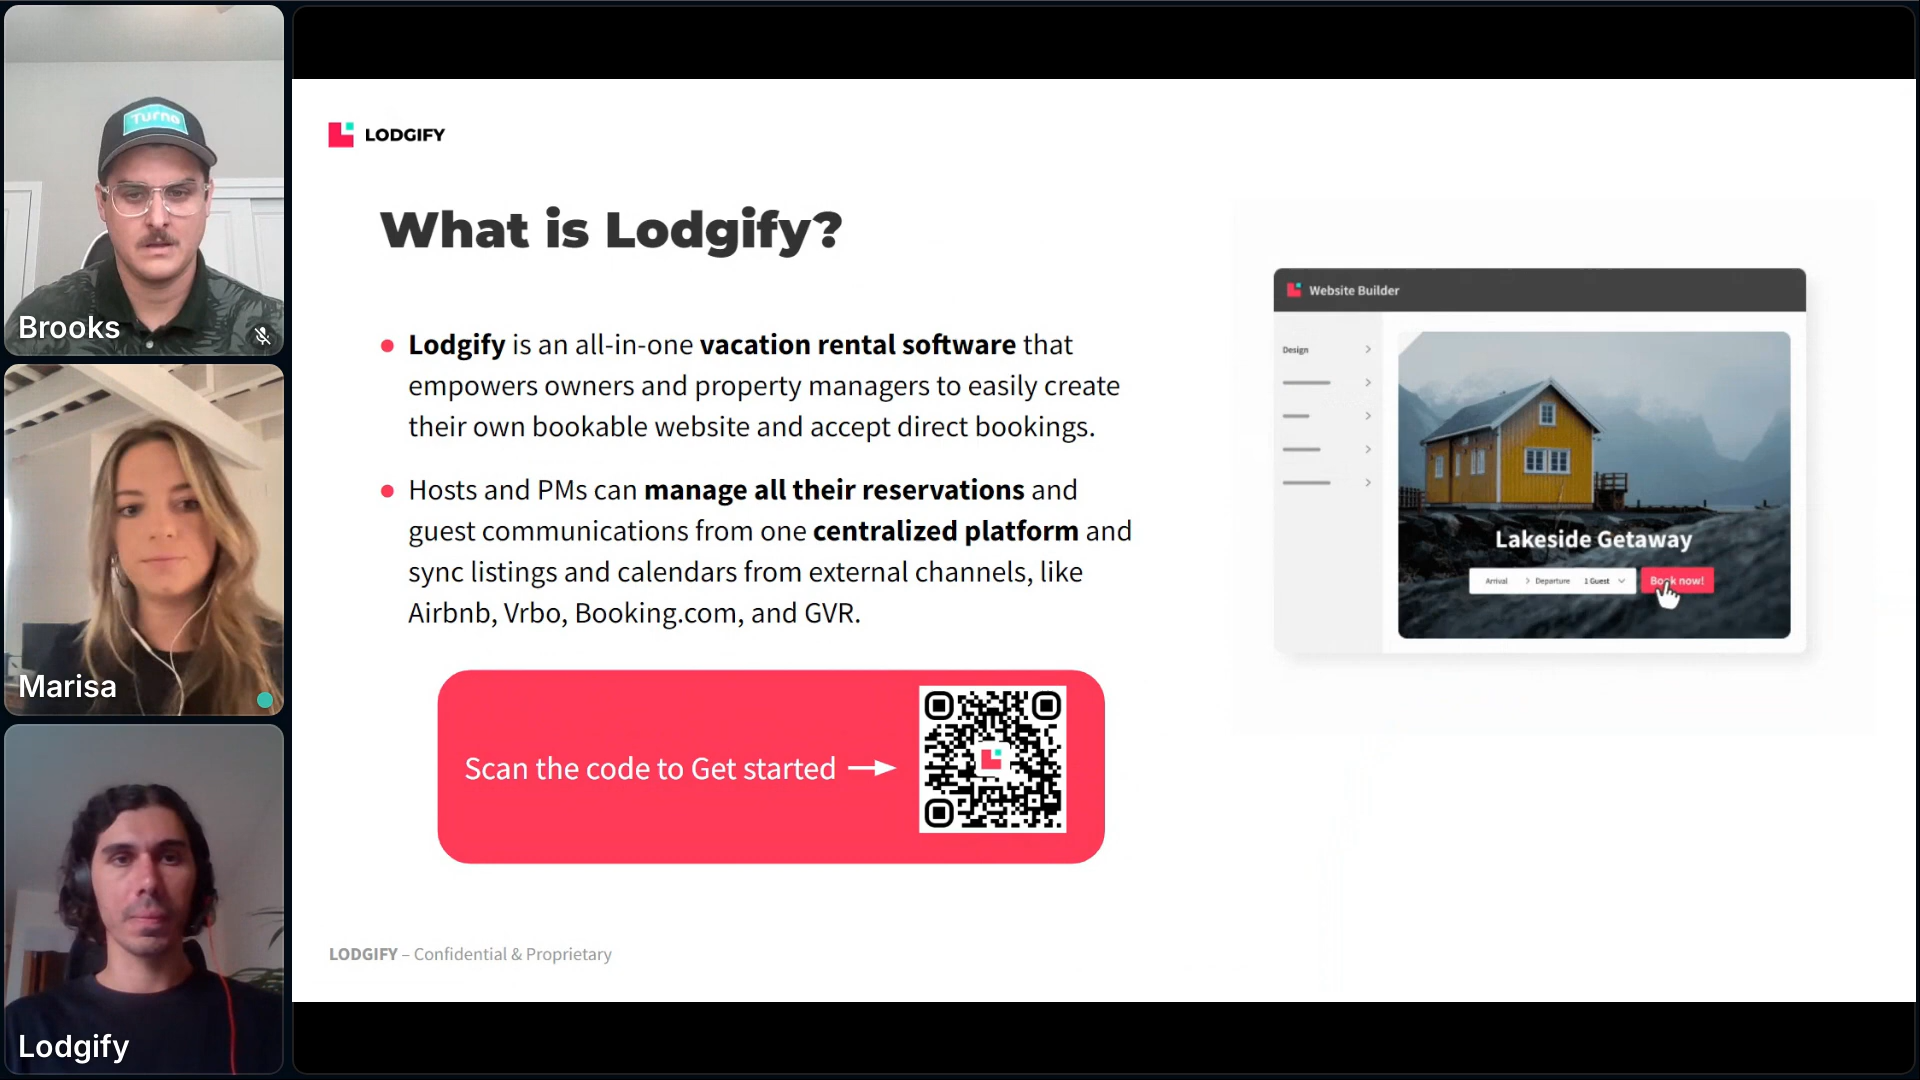 Turno
Brooks
Marisa
Lodgify
LODGIFY
What is Lodgify?
Lodgify is an all-in-one vacation rental software that
empowers owners and property managers to easily create
their own bookable website and accept direct bookings.
Hosts and PMs can manage all their reservations and
guest communications from one centralized platform and
sync listings and calendars from external channels, like
Airbnb, Vrbo, Booking.com, and GVR.
Scan the code to Get started
LODGIFY – Confidential & Proprietary
Website Builder
Design
Lakeside Getaway
Arrival
Departure
1 Guest
Book now!